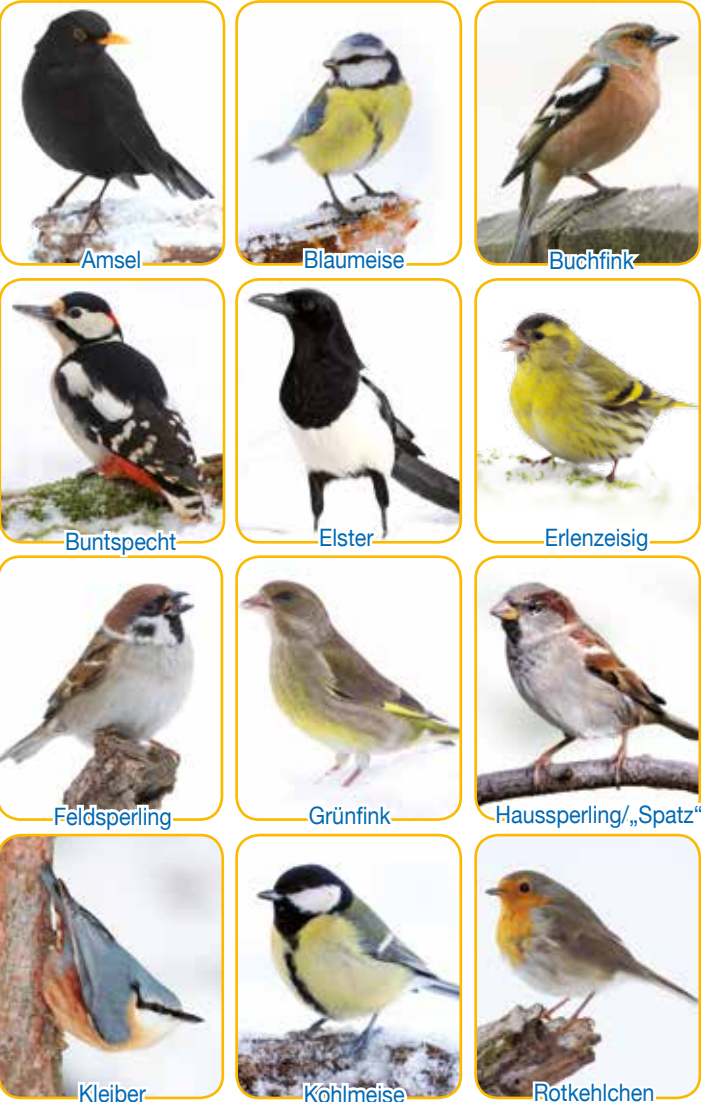 Amsel
Blaumeise
Buchfink
Buntspecht
Elster
Erlenzeisig
Feldsperling
Grünfink
Haussperling/„Spatz“
Kleiber
Kohlmeise
Rotkehlchen